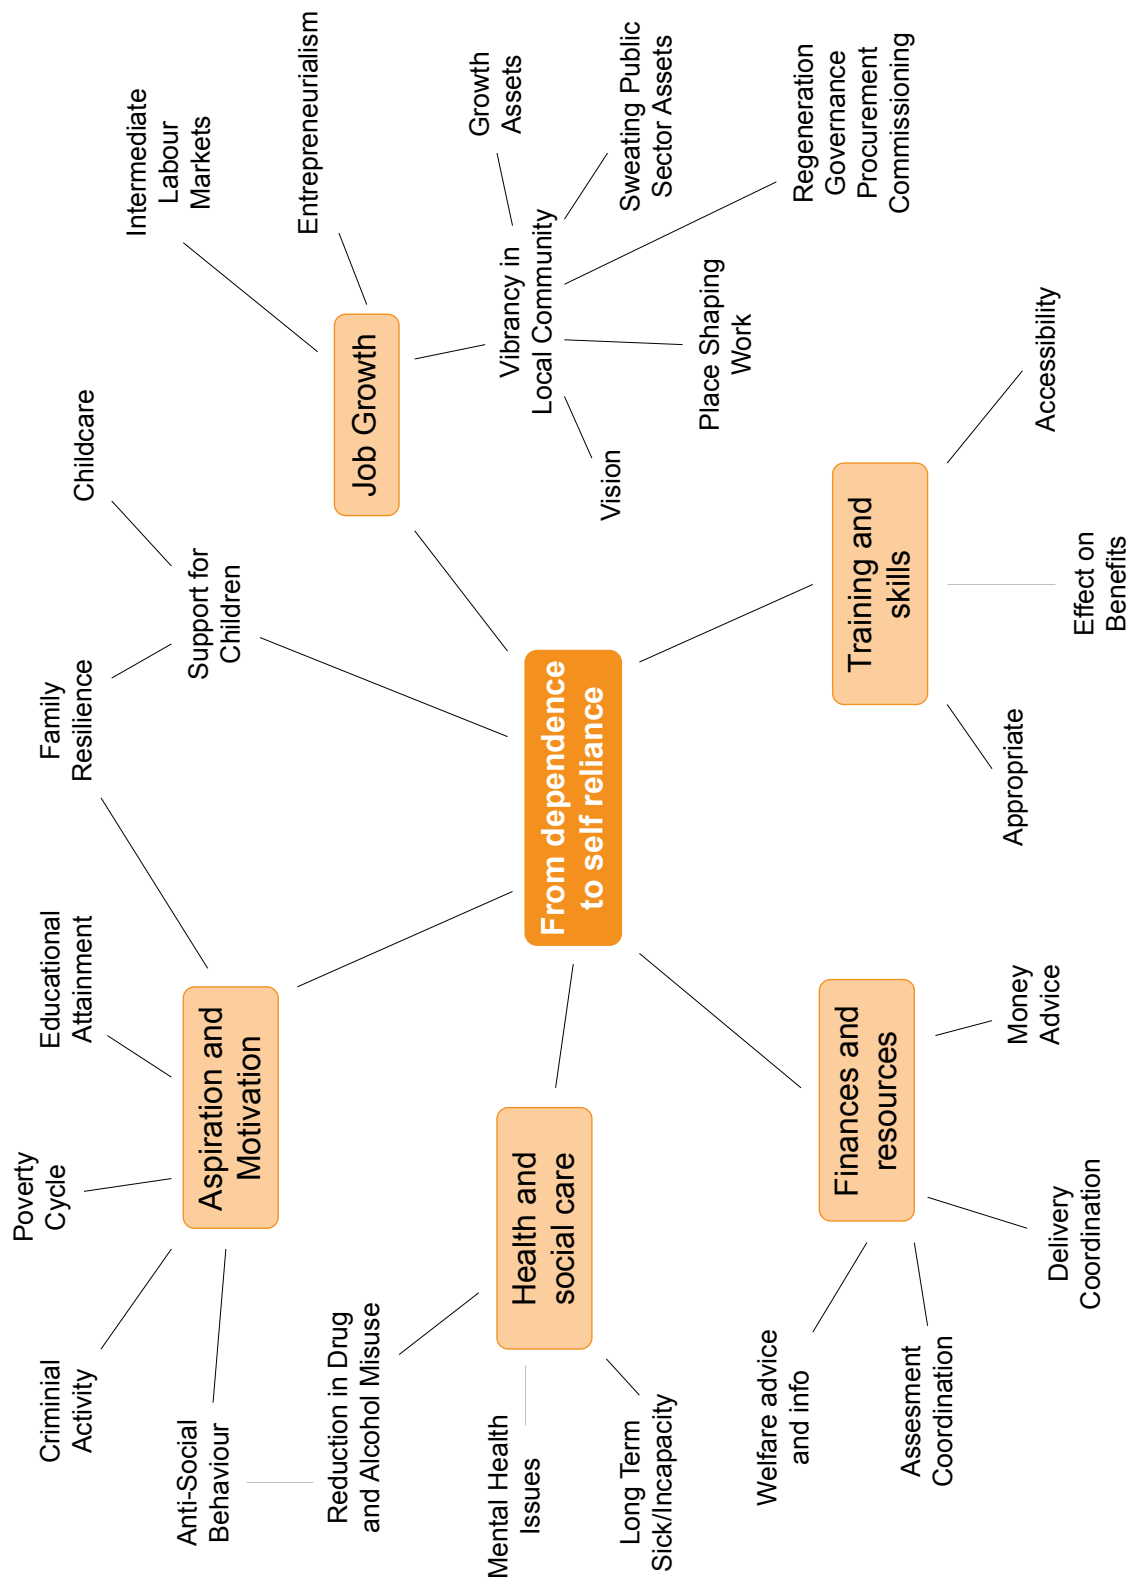 Criminial
Activity
Poverty
Cycle
Educational
Attainment
Family
Resilience
Childcare
Intermediate
Labour
Markets
Anti-Social
Behaviour
Aspiration and
Motivation
Support for
Children
Entrepreneurialism
Reduction in Drug
and Alcohol Misuse
Job Growth
Mental Health
Issues
Health and
social care
From dependence
to self reliance
Vibrancy in
Local Community
Growth
Assets
Long Term
Sick/Incapacity
Vision
Sweating Public
Sector Assets
Place Shaping
Work
Regeneration
Governance
Procurement
Commissioning
Welfare advice
and info
Finances and
resources
Training and
skills
Assesment
Coordination
Delivery
Coordination
Money
Advice
Appropriate
Effect on
Benefits
Accessibility